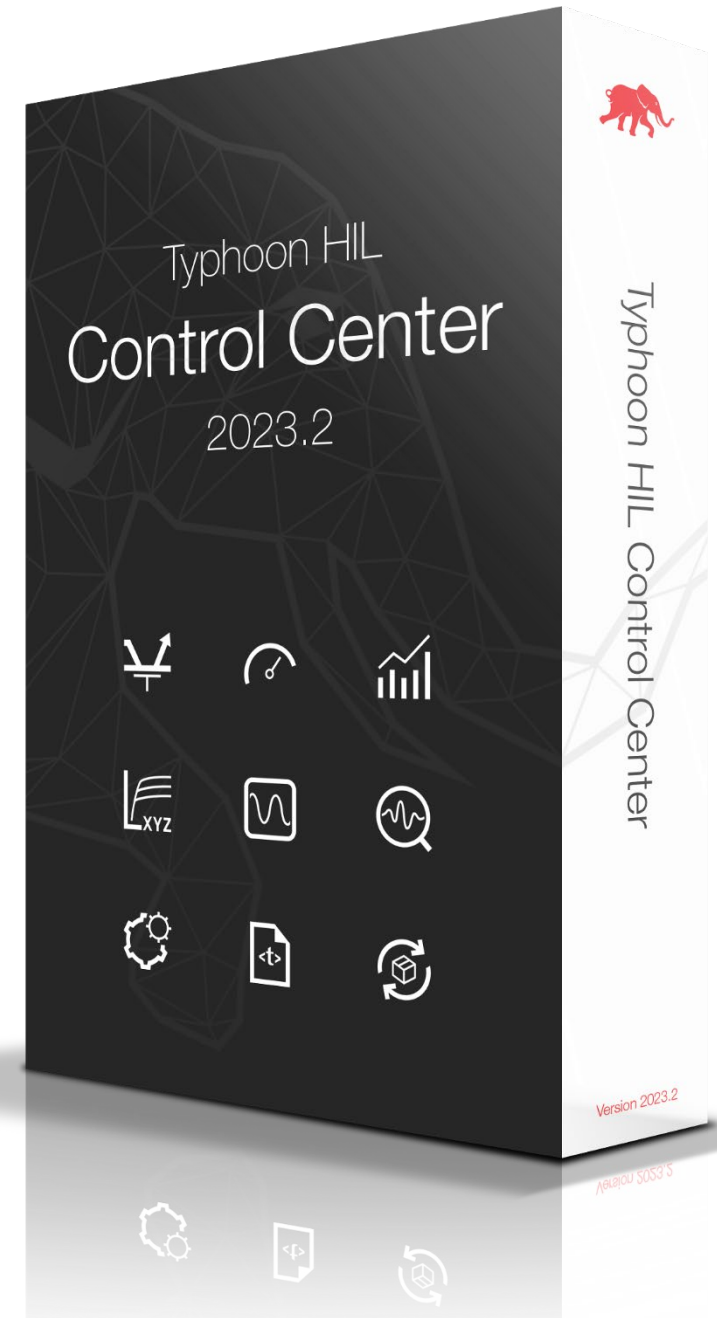 Typhoon HIL
Control Center
2023.2
XYZ
<t>
Typhoon HIL Control Center
Version 2023.2